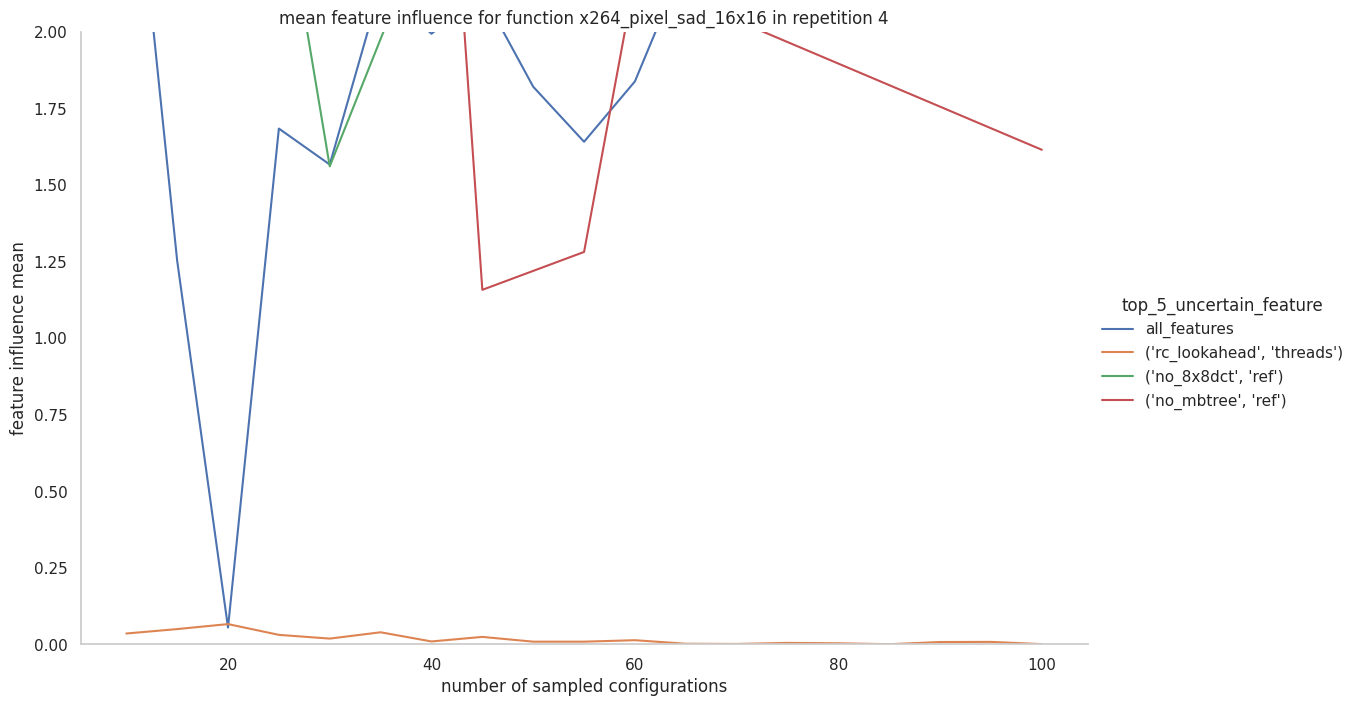 mean feature influence for function x264_pixel_sad_16x16 in repetition 4
2.00
1.75
1.50
1.25
1.00
0.75
0.50
0.25
0.00
feature influence mean
20
40
60
80
100
number of sampled configurations
top_5_uncertain_feature
all_features
('rc_lookahead', 'threads')
('no_8x8dct', 'ref')
('no_mbtree', 'ref')